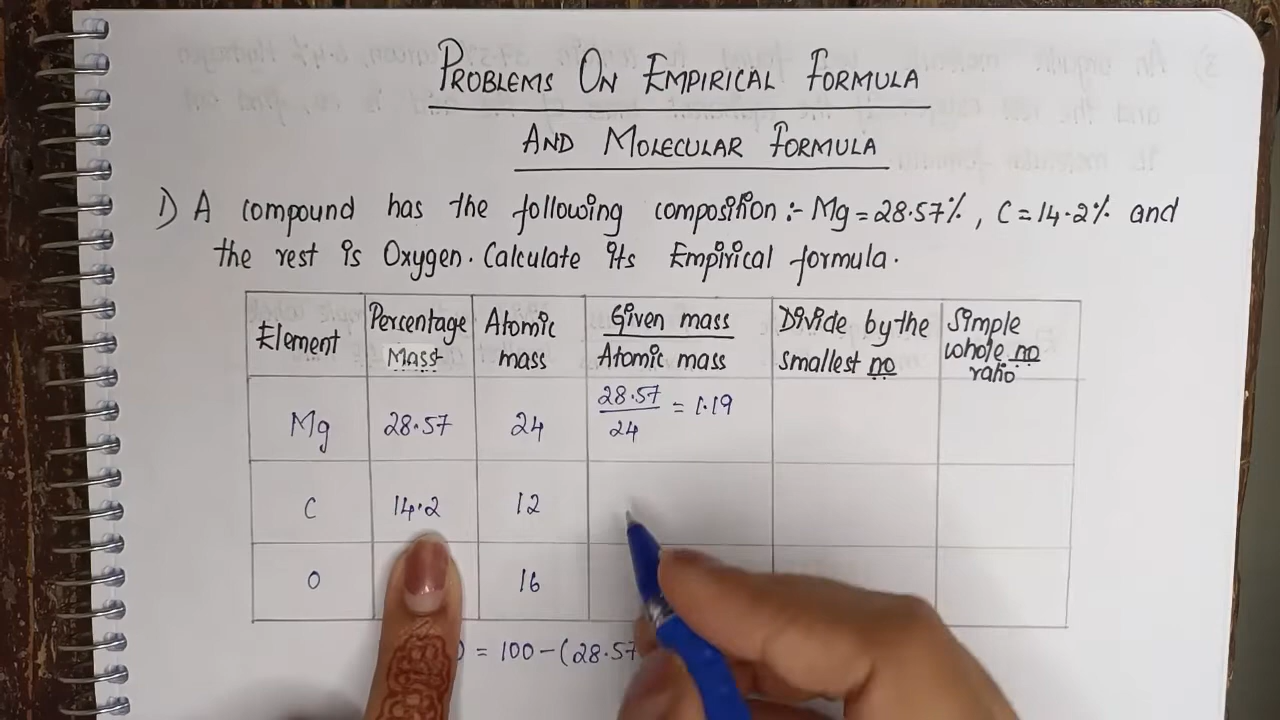 PROBLEMS ON EMPIRICAL FORMULA
AND MOLECULAR FORMULA
1) A compound has the following composition :- Mg = 28.57%, C = 14.2% and
the rest is Oxygen. Calculate its Empirical formula.
Element
Percentage
Mass
Atomic
mass
Given mass
Atomic mass
Divide by the
smallest no
Simple
whole no
ratio
Mg
28.57
24
28.57
24
= 1.19
C
14.2
12
O
16
= 100 - (28.57